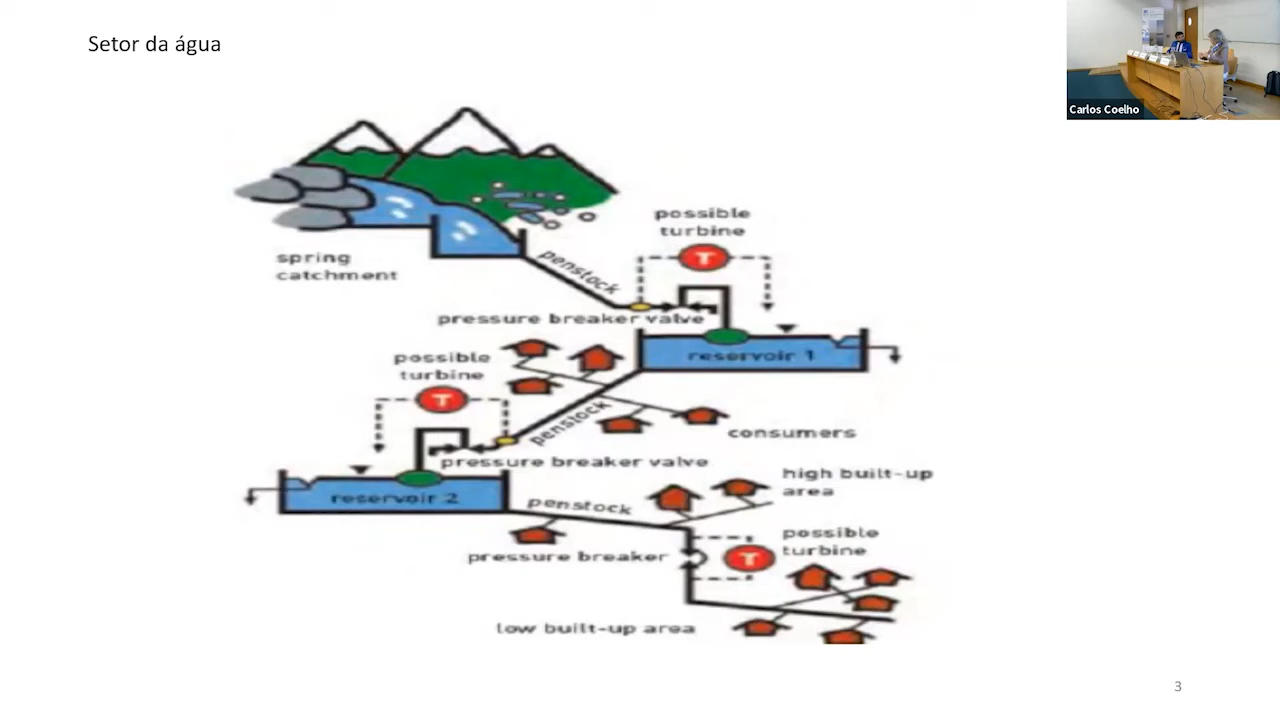 Setor da água
Carlos Coelho
possible
turbine
T
spring
catchment
penstock
pressure breaker valve
reservoir 1
possible
turbine
T
penstock
consumers
pressure breaker valve
high built-up
area
reservoir 2
penstock
possible
turbine
pressure breaker
T
low built-up area
3